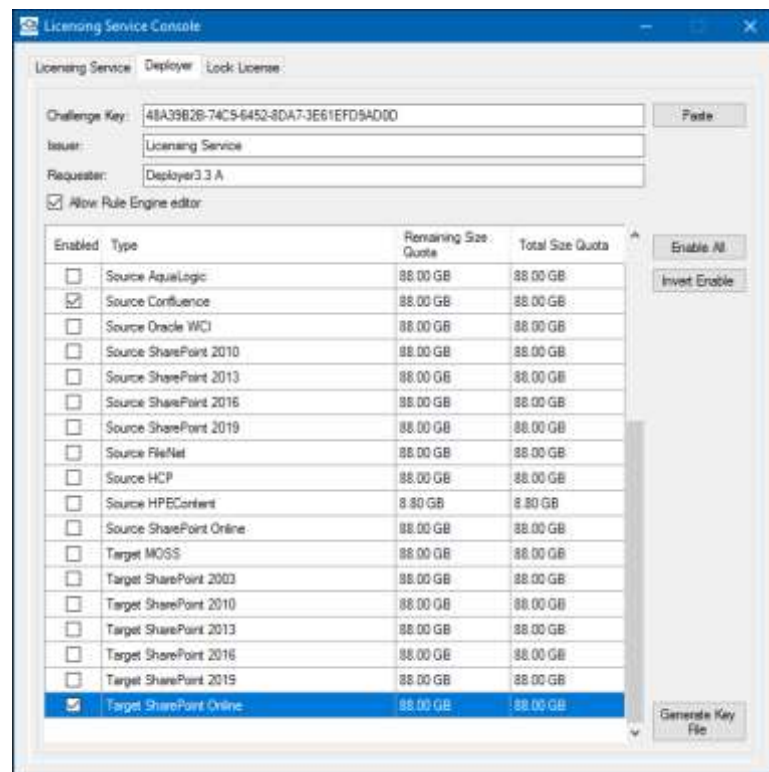 Licensing Service Console
Licensing Service Deployer Lock License
Challenge Key: 48A39B2B-74C9-6452-8DA7-3E61EFD9AD0D Paste
Issuer: Licensing Service
Requester: Deployer3.3 A
Allow Rule Engine editor
Enabled Type Remaining Size Quota Total Size Quota Enable All
Source AquaLogic 88.00 GB 88.00 GB Invert Enable
Source Confluence 88.00 GB 88.00 GB
Source Oracle WCI 88.00 GB 88.00 GB
Source SharePoint 2010 88.00 GB 88.00 GB
Source SharePoint 2013 88.00 GB 88.00 GB
Source SharePoint 2016 88.00 GB 88.00 GB
Source SharePoint 2019 88.00 GB 88.00 GB
Source FileNet 88.00 GB 88.00 GB
Source HCP 88.00 GB 88.00 GB
Source HPEContent 8.80 GB 8.80 GB
Source SharePoint Online 88.00 GB 88.00 GB
Target MOSS 88.00 GB 88.00 GB
Target SharePoint 2003 88.00 GB 88.00 GB
Target SharePoint 2010 88.00 GB 88.00 GB
Target SharePoint 2013 88.00 GB 88.00 GB
Target SharePoint 2016 88.00 GB 88.00 GB
Target SharePoint 2019 88.00 GB 88.00 GB
Target SharePoint Online 88.00 GB 88.00 GB
Generate Key
File